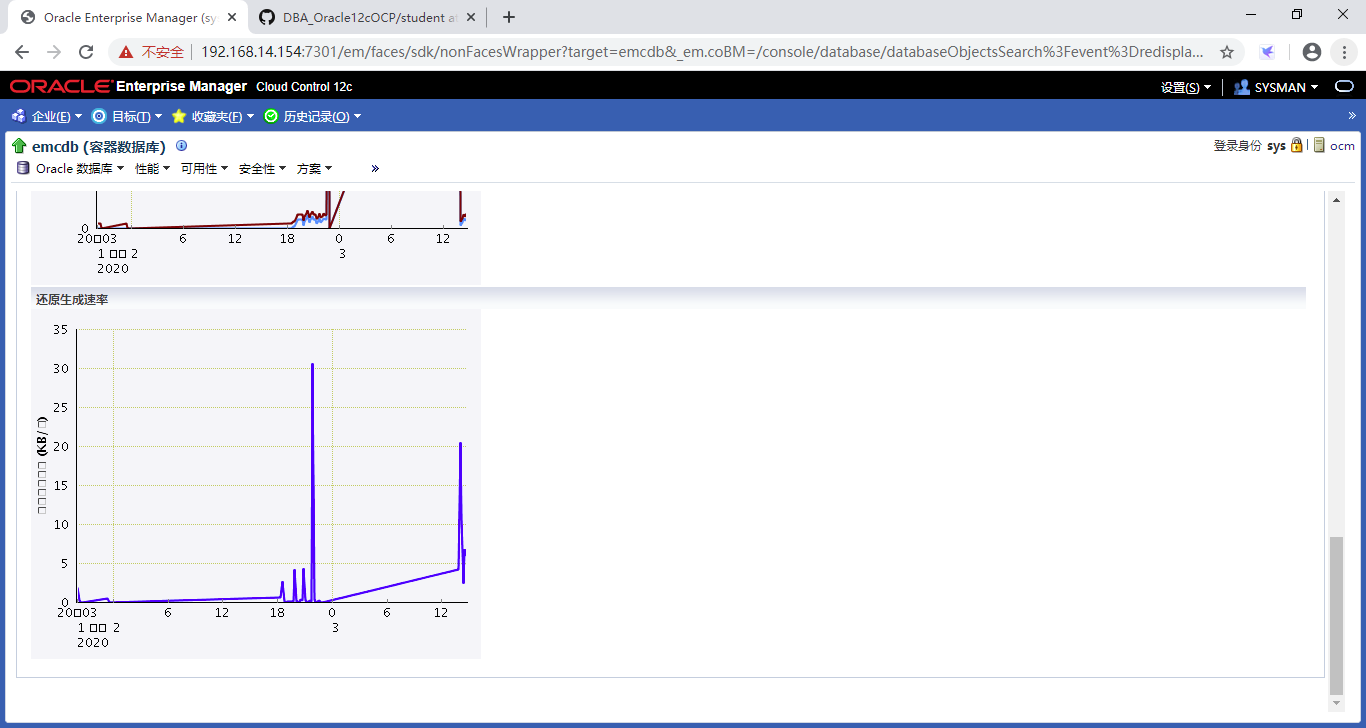 Oracle Enterprise Manager (sy
DBA_Oracle12cOCP/student a
不安全
192.168.14.154:7301/em/faces/sdk/nonFacesWrapper?target=emcdb&_em.coBM=/console/database/databaseObjectsSearch%3Fevent%3Dredispla...
ORACLE Enterprise Manager Cloud Control 12c
设置(S)
SYSMAN
企业(E) 目标(T) 收藏夹(F) 历史记录(O) »
emcdb (容器数据库)
登录身份 sys ocm
Oracle 数据库 性能 可用性 安全性 方案 »
0
20□03 6 12 18 0 6 12
1 □□ 2 3
2020
还原生成速率
35
30
25
20
15
10
5
0
□□□□□□ (KB/□)
20□03 6 12 18 0 6 12
1 □□ 2 3
2020